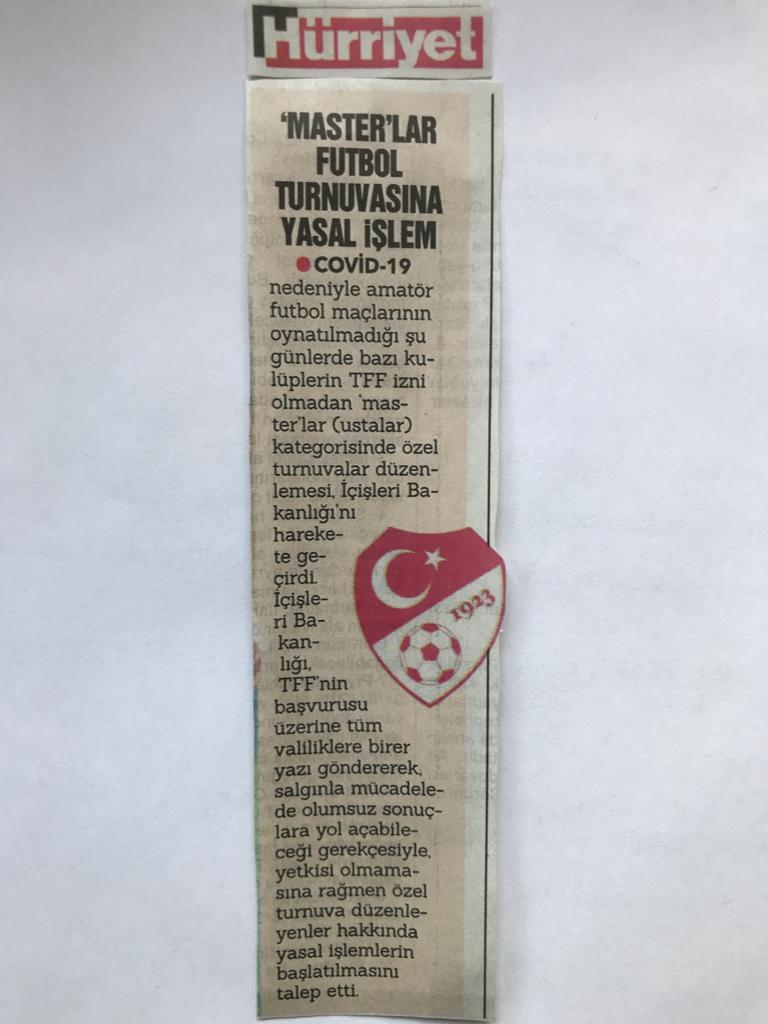 Hürriyet
'MASTER'LAR
FUTBOL
TURNUVASINA
YASAL İŞLEM
● COVİD-19
nedeniyle amatör
futbol maçlarının
oynatılmadığı şu
günlerde bazı ku-
lüplerin TFF izni
olmadan 'mas-
ter'lar (ustalar)
kategorisinde özel
turnuvalar düzen-
lemesi, İçişleri Ba-
kanlığı'nı
hareke-
te ge-
çirdi.
İçişle-
ri Ba-
kan-
lığı,
TFF'nin
başvurusu
üzerine tüm
valiliklere birer
yazı göndererek,
salgınla mücadele-
de olumsuz sonuç-
lara yol açabile-
ceği gerekçesiyle,
yetkisi olmama-
sına rağmen özel
turnuva düzenle-
yenler hakkında
yasal işlemlerin
başlatılmasını
talep etti.
1923